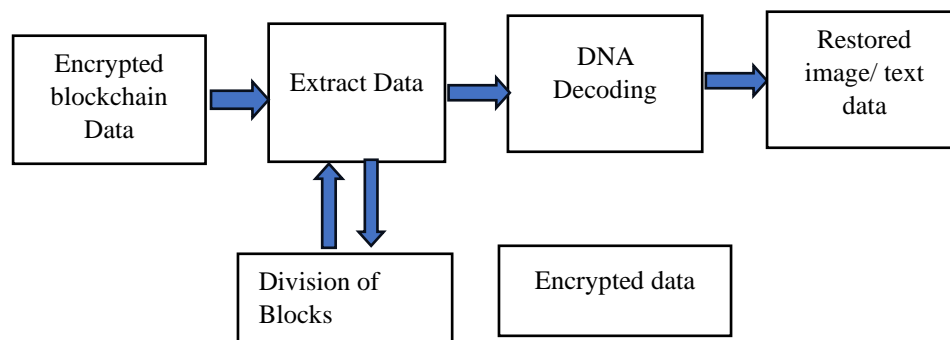 Encrypted
blockchain
Data
Extract Data
DNA
Decoding
Restored
image/ text
data
Division of
Blocks
Encrypted data